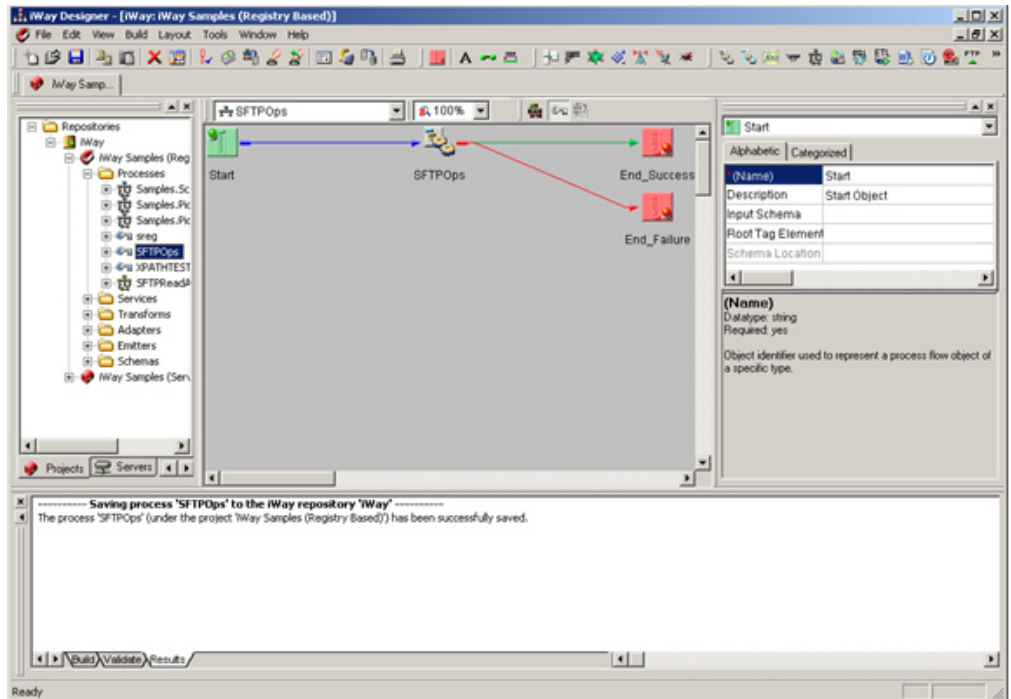 iWay Designer - [iWay: iWay Samples (Registry Based)]
File Edit View Build Layout Tools Window Help
iWay Samp...
Repositories
iWay
iWay Samples (Reg
Processes
Samples.Sc
Samples.Pic
Samples.Pic
sreg
SFTPOps
XPATHTEST
SFTPReadA
Services
Transforms
Adapters
Emitters
Schemas
iWay Samples (Serv
Projects Servers
SFTPOps 100%
Start
SFTPOps
End_Success
End_Failure
Start
Alphabetic Categorized
*(Name) Start
Description Start Object
Input Schema
Root Tag Element
Schema Location
(Name)
Datatype: string
Required: yes
Object identifier used to represent a process flow object of
a specific type.
---------- Saving process 'SFTPOps' to the iWay repository 'iWay' ----------
The process 'SFTPOps' (under the project 'iWay Samples (Registry Based)') has been successfully saved.
Build Validate Results
Ready